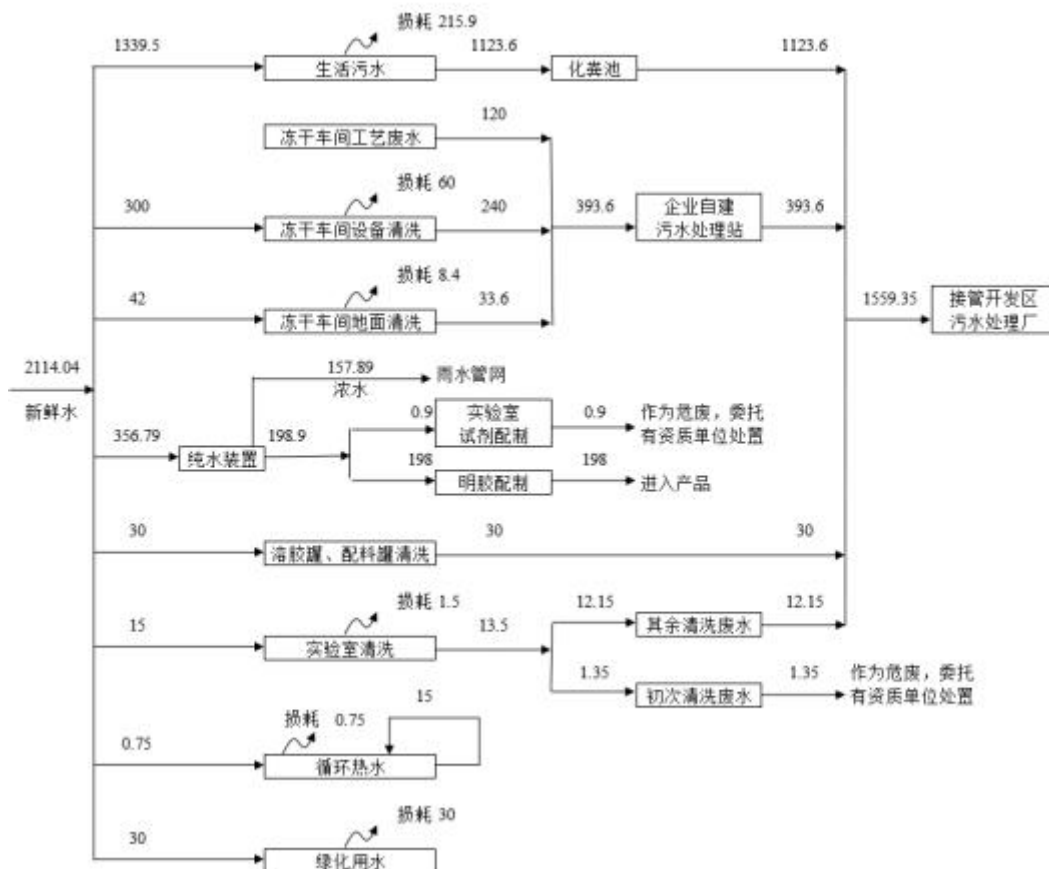 损耗 215.9
1339.5
1123.6
1123.6
生活污水
化粪池
120
冻干车间工艺废水
损耗 60
300
240
393.6
企业自建
污水处理站
393.6
冻干车间设备清洗
损耗 8.4
42
33.6
冻干车间地面清洗
1559.35
接管开发区
污水处理厂
2114.04
新鲜水
157.89
浓水
雨水管网
356.79
纯水装置
198.9
0.9
实验室
试剂配制
0.9
作为危废，委托
有资质单位处置
198
明胶配制
198
进入产品
30
溶胶罐、配料罐清洗
30
30
损耗 1.5
15
实验室清洗
13.5
12.15
其余清洗废水
12.15
1.35
初次清洗废水
1.35
作为危废，委托
有资质单位处置
损耗 0.75
15
0.75
循环热水
损耗 30
30
绿化用水